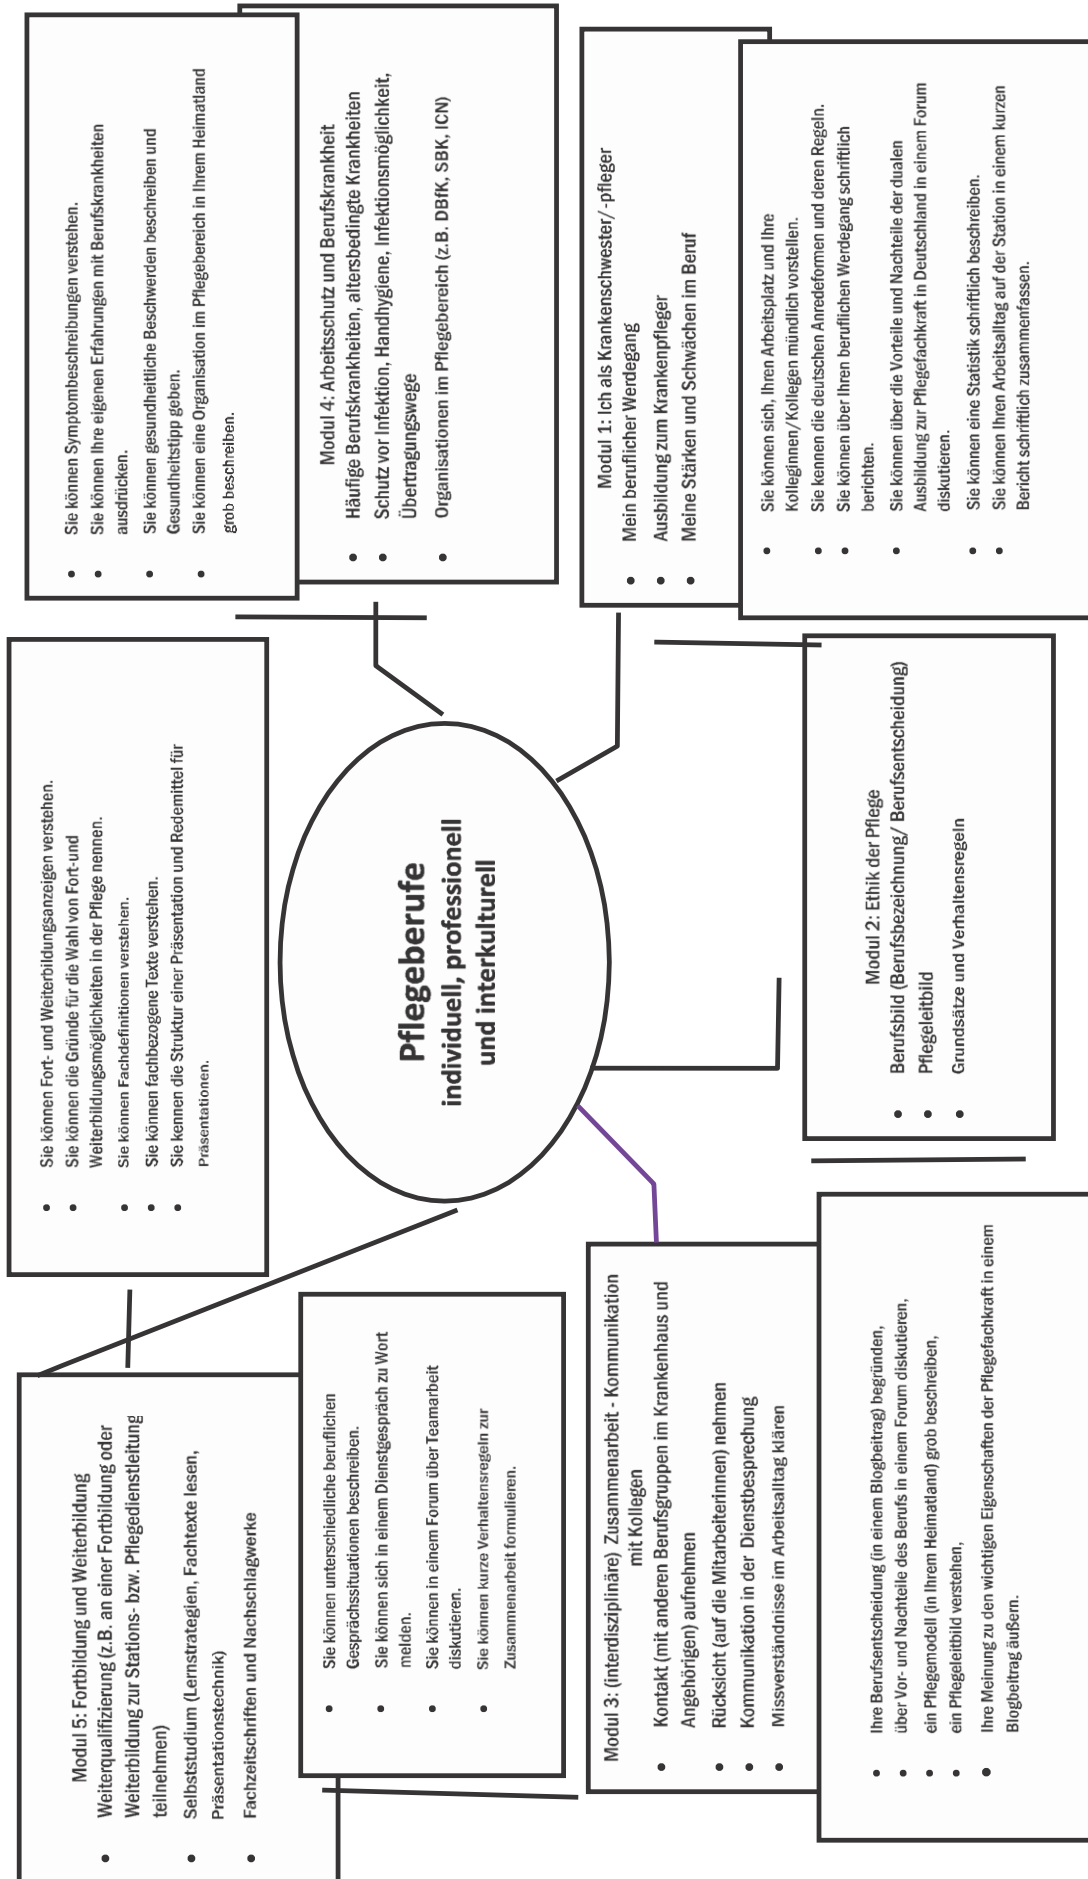 Pflegeberufe
individuell, professionell
und interkulturell
Modul 1: Ich als Krankenschwester/ -pfleger
• Mein beruflicher Werdegang
• Ausbildung zum Krankenpfleger
• Meine Stärken und Schwächen im Beruf
• Sie können sich, Ihren Arbeitsplatz und Ihre
Kolleginnen/Kollegen mündlich vorstellen.
• Sie kennen die deutschen Anredeformen und deren Regeln.
• Sie können über Ihren beruflichen Werdegang schriftlich
berichten.
• Sie können über die Vorteile und Nachteile der dualen
Ausbildung zur Pflegefachkraft in Deutschland in einem Forum
diskutieren.
• Sie können eine Statistik schriftlich beschreiben.
• Sie können Ihren Arbeitsalltag auf der Station in einem kurzen
Bericht schriftlich zusammenfassen.
Modul 2: Ethik der Pflege
• Berufsbild (Berufsbezeichnung/ Berufsentscheidung)
• Pflegeleitbild
• Grundsätze und Verhaltensregeln
• Ihre Berufsentscheidung (in einem Blogbeitrag) begründen,
• über Vor- und Nachteile des Berufs in einem Forum diskutieren,
• ein Pflegemodell (in Ihrem Heimatland) grob beschreiben,
• ein Pflegeleitbild verstehen,
• Ihre Meinung zu den wichtigen Eigenschaften der Pflegefachkraft in einem
Blogbeitrag äußern.
Modul 3: (interdisziplinäre) Zusammenarbeit - Kommunikation
mit Kollegen
• Kontakt (mit anderen Berufsgruppen im Krankenhaus und
Angehörigen) aufnehmen
• Rücksicht (auf die Mitarbeiterinnen) nehmen
• Kommunikation in der Dienstbesprechung
• Missverständnisse im Arbeitsalltag klären
• Sie können unterschiedliche beruflichen
Gesprächssituationen beschreiben.
• Sie können sich in einem Dienstgespräch zu Wort
melden.
• Sie können in einem Forum über Teamarbeit
diskutieren.
• Sie können kurze Verhaltensregeln zur
Zusammenarbeit formulieren.
Modul 4: Arbeitsschutz und Berufskrankheit
• Häufige Berufskrankheiten, altersbedingte Krankheiten
• Schutz vor Infektion, Handhygiene, Infektionsmöglichkeit,
Übertragungswege
• Organisationen im Pflegebereich (z.B. DBfK, SBK, ICN)
• Sie können Symptombeschreibungen verstehen.
• Sie können Ihre eigenen Erfahrungen mit Berufskrankheiten
ausdrücken.
• Sie können gesundheitliche Beschwerden beschreiben und
Gesundheitstipp geben.
• Sie können eine Organisation im Pflegebereich in Ihrem Heimatland
grob beschreiben.
Modul 5: Fortbildung und Weiterbildung
• Weiterqualifizierung (z.B. an einer Fortbildung oder
Weiterbildung zur Stations- bzw. Pflegedienstleitung
teilnehmen)
• Selbststudium (Lernstrategien, Fachtexte lesen,
Präsentationstechnik)
• Fachzeitschriften und Nachschlagwerke
• Sie können Fort- und Weiterbildungsanzeigen verstehen.
• Sie können die Gründe für die Wahl von Fort-und
Weiterbildungsmöglichkeiten in der Pflege nennen.
• Sie können Fachdefinitionen verstehen.
• Sie können fachbezogene Texte verstehen.
• Sie kennen die Struktur einer Präsentation und Redemittel für
Präsentationen.